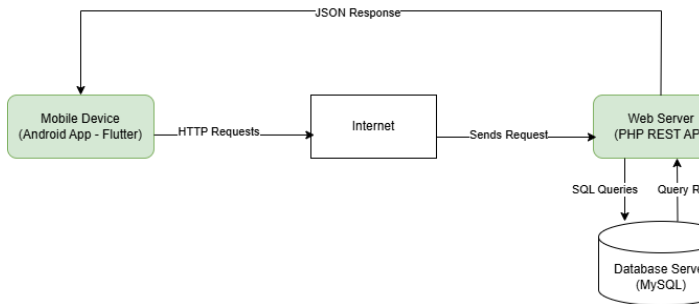 JSON Response
Mobile Device
(Android App - Flutter)
HTTP Requests
Internet
Sends Request
Web Server
(PHP REST AP
SQL Queries
Query R
Database Serve
(MySQL)